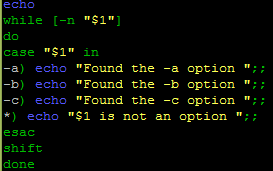 echo
while [-n "$1"]
do
case "$1" in
-a) echo "Found the -a option ";;
-b) echo "Found the -b option ";;
-c) echo "Found the -c option ";;
*) echo "$1 is not an option ";;
esac
shift
done